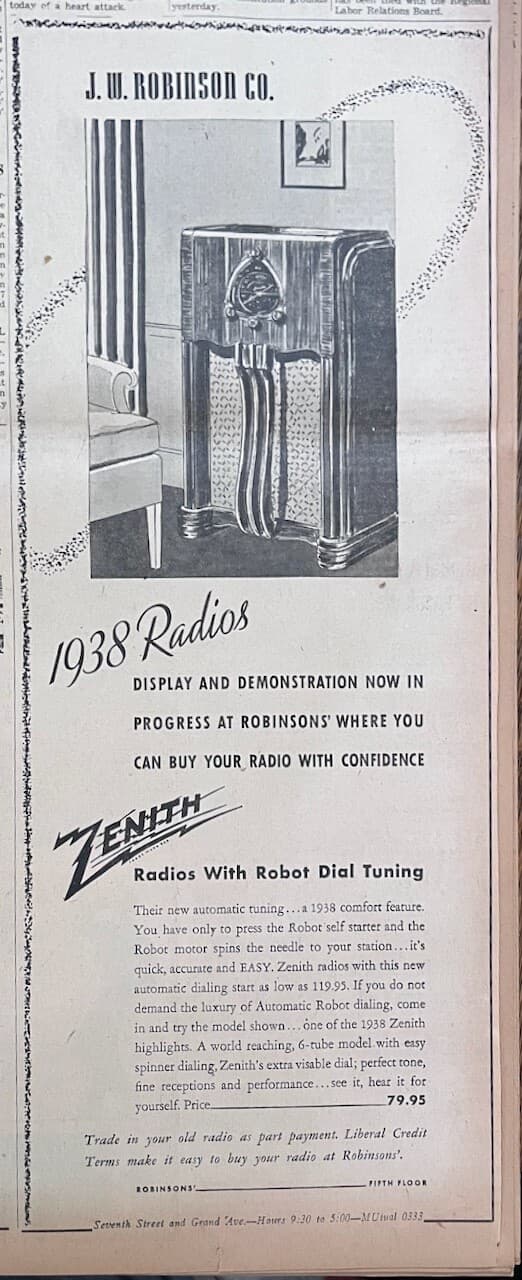 today of a heart attack.
yesterday.
Labor Relations Board.
J. W. ROBINSON CO.
1938 Radios
DISPLAY AND DEMONSTRATION NOW IN
PROGRESS AT ROBINSONS' WHERE YOU
CAN BUY YOUR RADIO WITH CONFIDENCE
ZENITH
Radios With Robot Dial Tuning
Their new automatic tuning...a 1938 comfort feature.
You have only to press the Robot self starter and the
Robot motor spins the needle to your station...it's
quick, accurate and EASY. Zenith radios with this new
automatic dialing start as low as 119.95. If you do not
demand the luxury of Automatic Robot dialing, come
in and try the model shown...one of the 1938 Zenith
highlights. A world reaching, 6-tube model with easy
spinner dialing, Zenith's extra visable dial; perfect tone,
fine receptions and performance...see it, hear it for
yourself. Price 79.95
Trade in your old radio as part payment. Liberal Credit
Terms make it easy to buy your radio at Robinsons'.
ROBINSONS' FIFTH FLOOR
Seventh Street and Grand Ave.—Hours 9:30 to 5:00—MUtual 0333